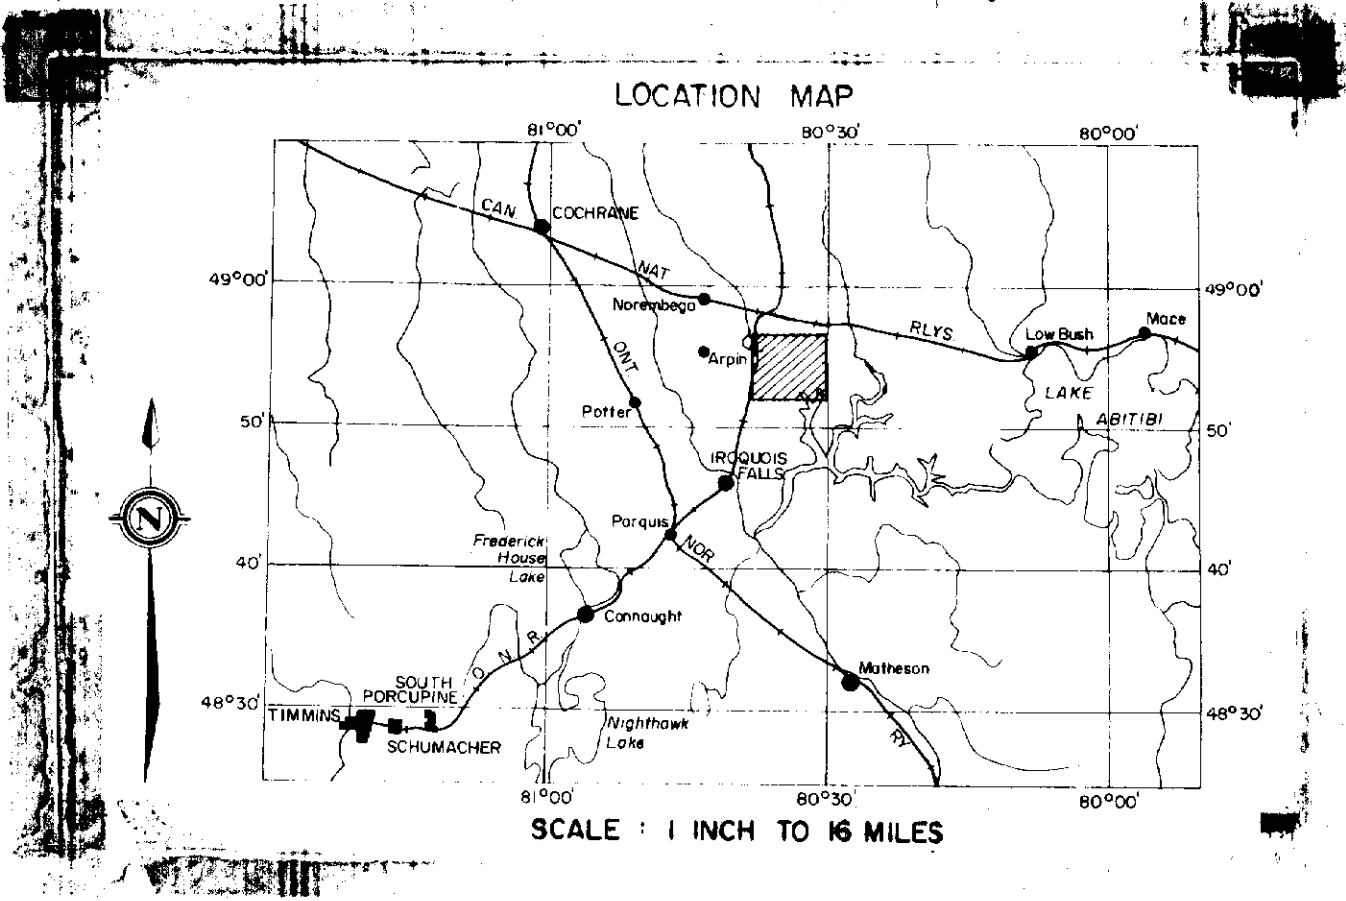 LOCATION MAP
81°00' 80°30' 80°00'
CAN. COCHRANE
49°00' NAT. 49°00'
Norembega
RLYS. Low Bush Mace
ONT. Arpin
LAKE
Potter
50' ABITIBI 50'
IROQUOIS
FALLS
N
Porquis
Frederick NOR.
House
40' Lake 40'
Connaught
O. N. R.
Matheson
SOUTH
PORCUPINE
48°30' 48°30'
TIMMINS
Nighthawk
Lake
SCHUMACHER RY.
81°00' 80°30' 80°00'
SCALE : 1 INCH TO 16 MILES